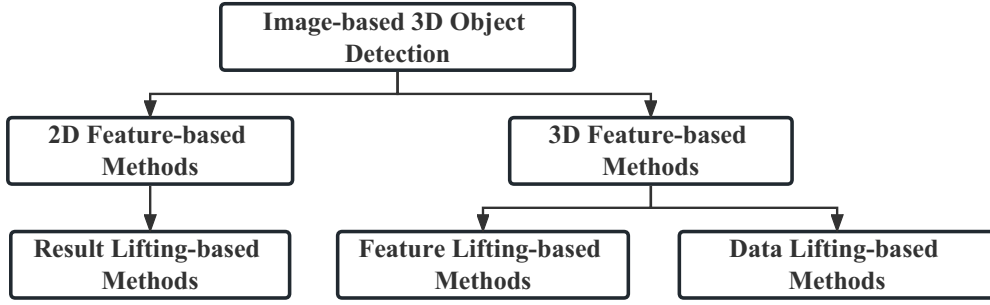 Image-based 3D Object
Detection
2D Feature-based
Methods
3D Feature-based
Methods
Result Lifting-based
Methods
Feature Lifting-based
Methods
Data Lifting-based
Methods